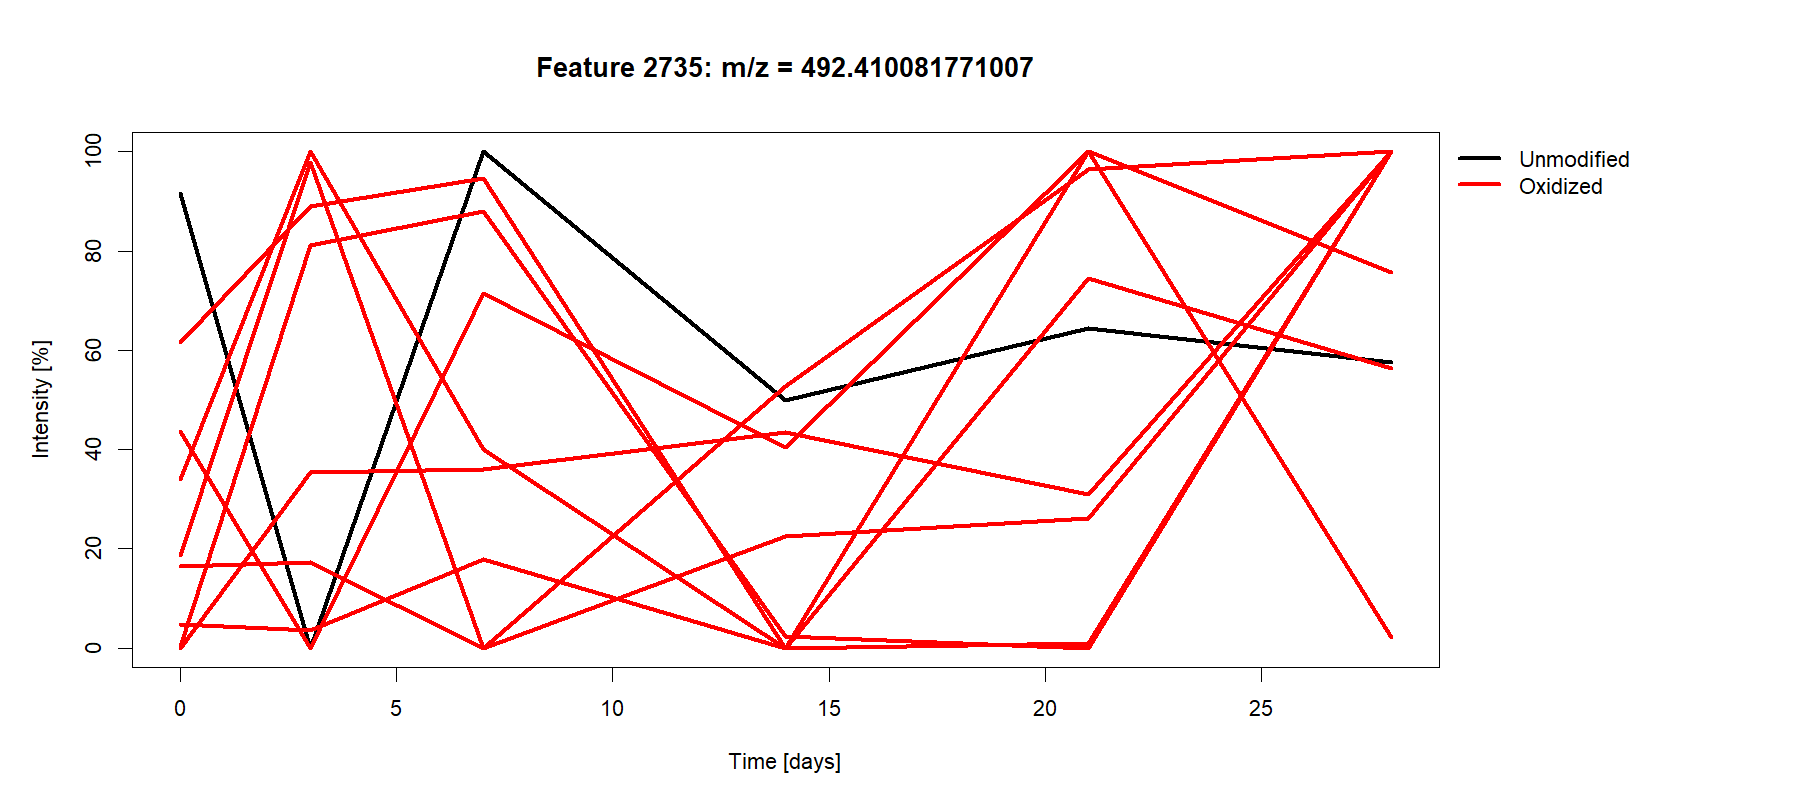 Feature 2735: m/z = 492.410081771007
Unmodified
Oxidized
Intensity [%]
100
80
60
40
20
0
0 5 10 15 20 25
Time [days]